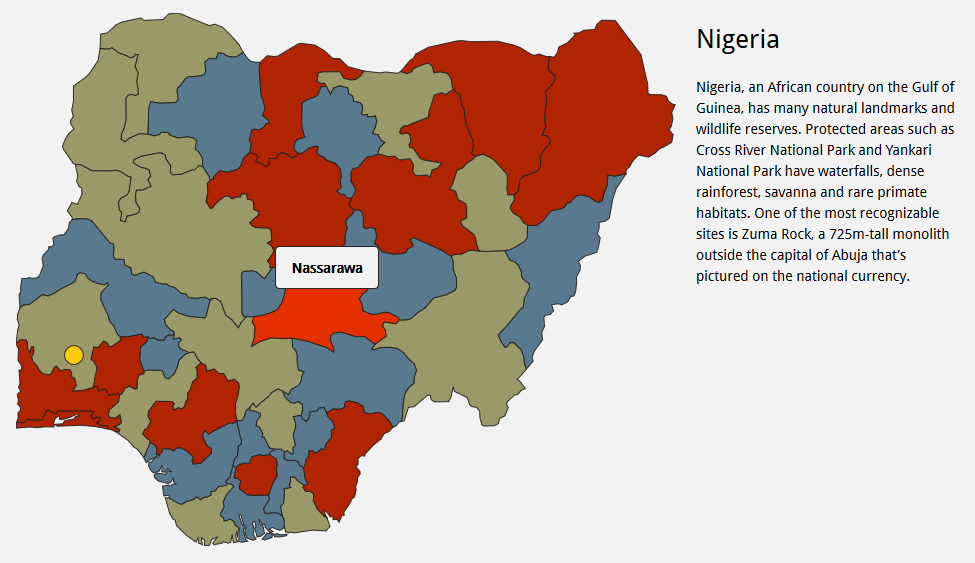 Nigeria
Nigeria, an African country on the Gulf of
Guinea, has many natural landmarks and
wildlife reserves. Protected areas such as
Cross River National Park and Yankari
National Park have waterfalls, dense
rainforest, savanna and rare primate
habitats. One of the most recognizable
sites is Zuma Rock, a 725m-tall monolith
outside the capital of Abuja that’s
pictured on the national currency.
Nassarawa